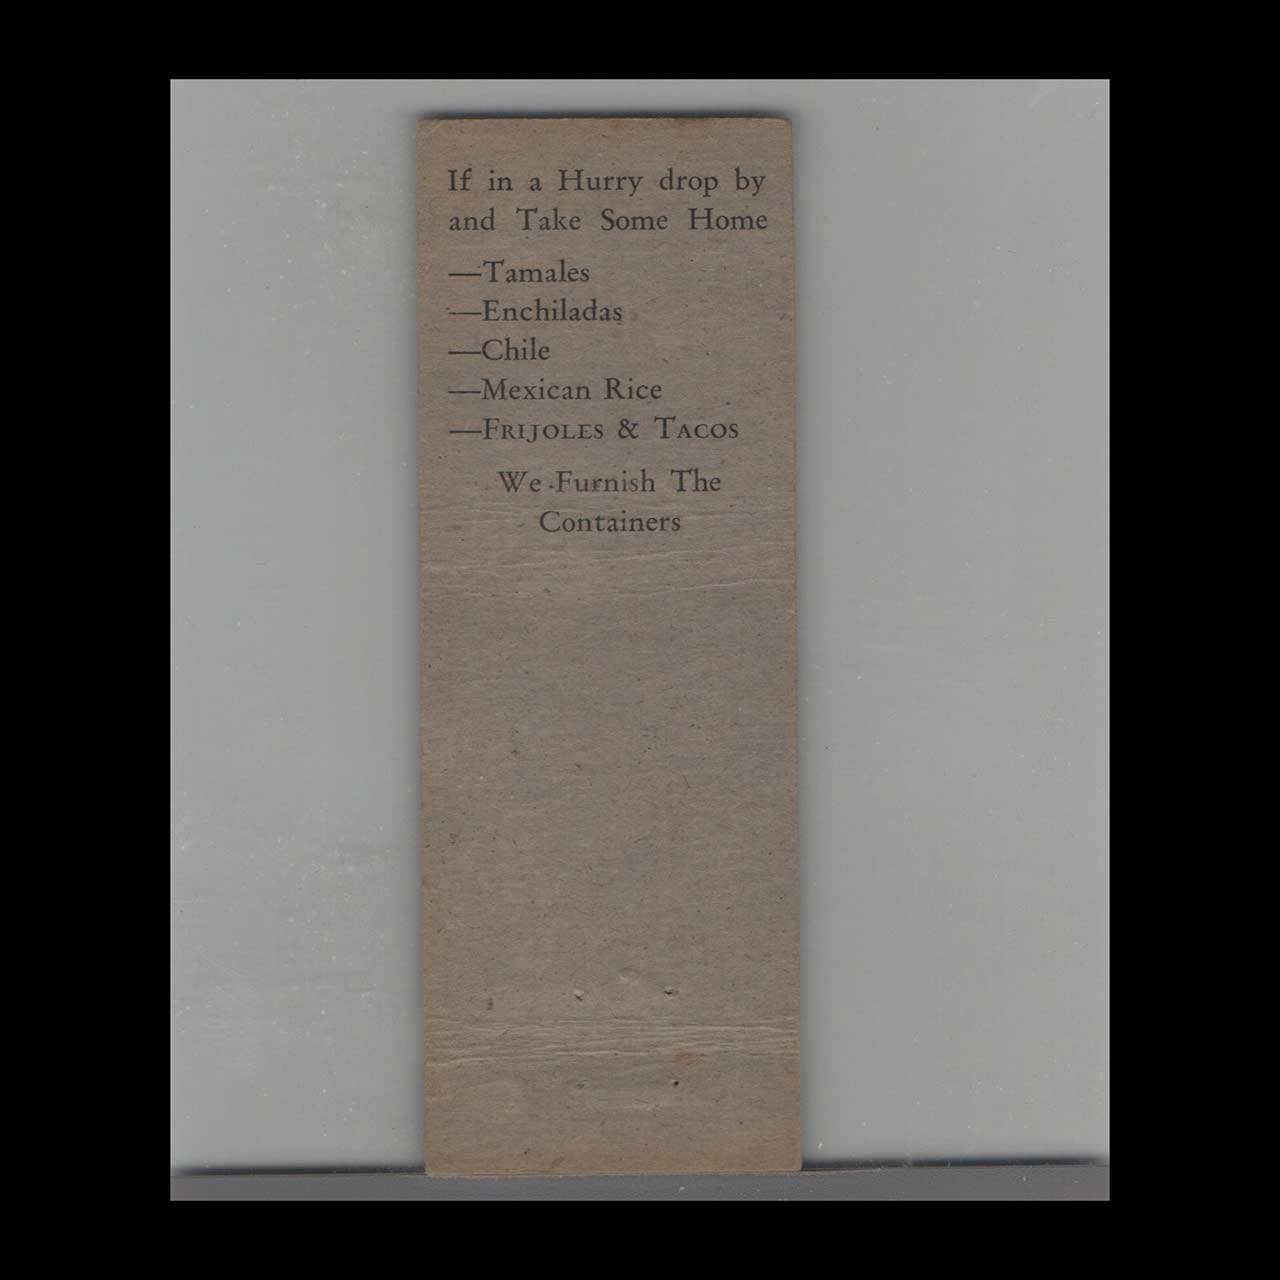 If in a Hurry drop by
and Take Some Home
—Tamales
—Enchiladas
—Chile
—Mexican Rice
—FRIJOLES & TACOS
We Furnish The
Containers